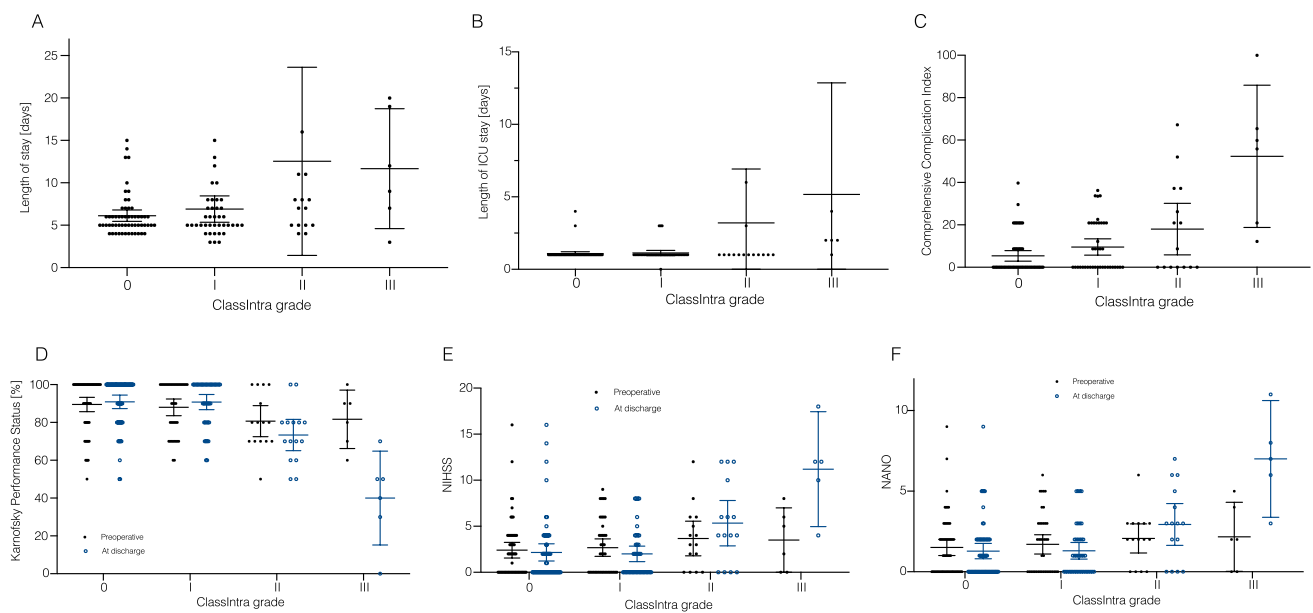 A
Length of stay [days]
25
20
15
10
5
0
0
I
II
III
ClassIntra grade
B
Length of ICU stay [days]
15
10
5
0
0
I
II
III
ClassIntra grade
C
Comprehensive Complication Index
100
80
60
40
20
0
0
I
II
III
ClassIntra grade
D
Karnofsky Performance Status [%]
100
80
60
40
20
0
Preoperative
At discharge
0
I
II
III
ClassIntra grade
E
NIHSS
20
15
10
5
0
Preoperative
At discharge
0
I
II
III
ClassIntra grade
F
NANO
10
5
0
Preoperative
At discharge
0
I
II
III
ClassIntra grade